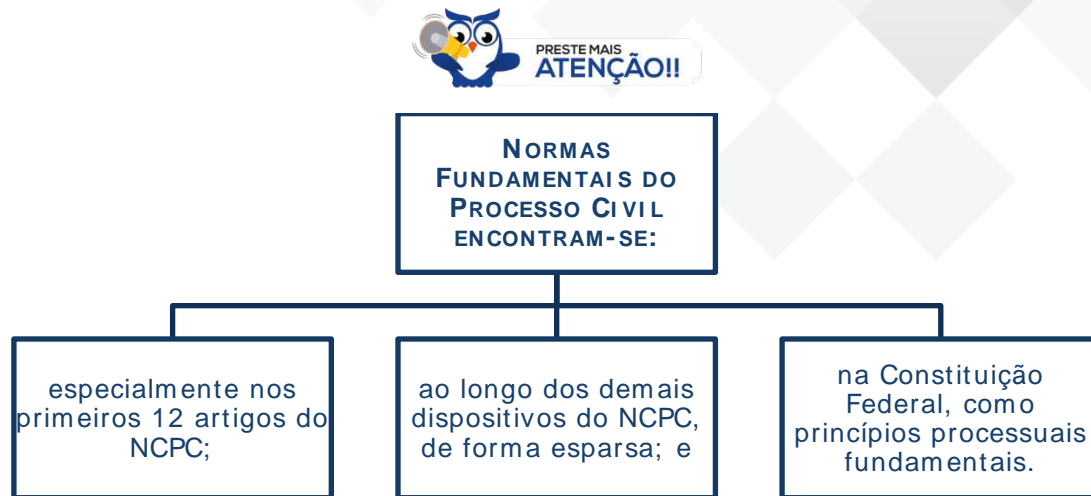 PRESTE MAIS
ATENÇÃO!!
NORMAS
FUNDAMENTAIS DO
PROCESSO CIVIL
ENCONTRAM-SE:
especialmente nos
primeiros 12 artigos do
NCPC;
ao longo dos demais
dispositivos do NCPC,
de forma esparsa; e
na Constituição
Federal, como
princípios processuais
fundamentais.